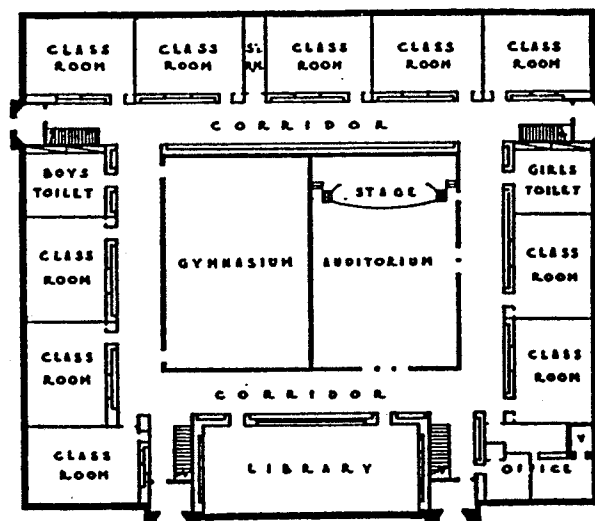 CLASS
ROOM
CLASS
ROOM
CLASS
ROOM
CLASS
ROOM
CLASS
ROOM
CORRIDOR
BOYS
TOILET
GIRLS
TOILET
STAGE
GYMNASIUM
AUDITORIUM
CLASS
ROOM
CLASS
ROOM
CLASS
ROOM
CLASS
ROOM
CORRIDOR
CLASS
ROOM
LIBRARY
OFFICE